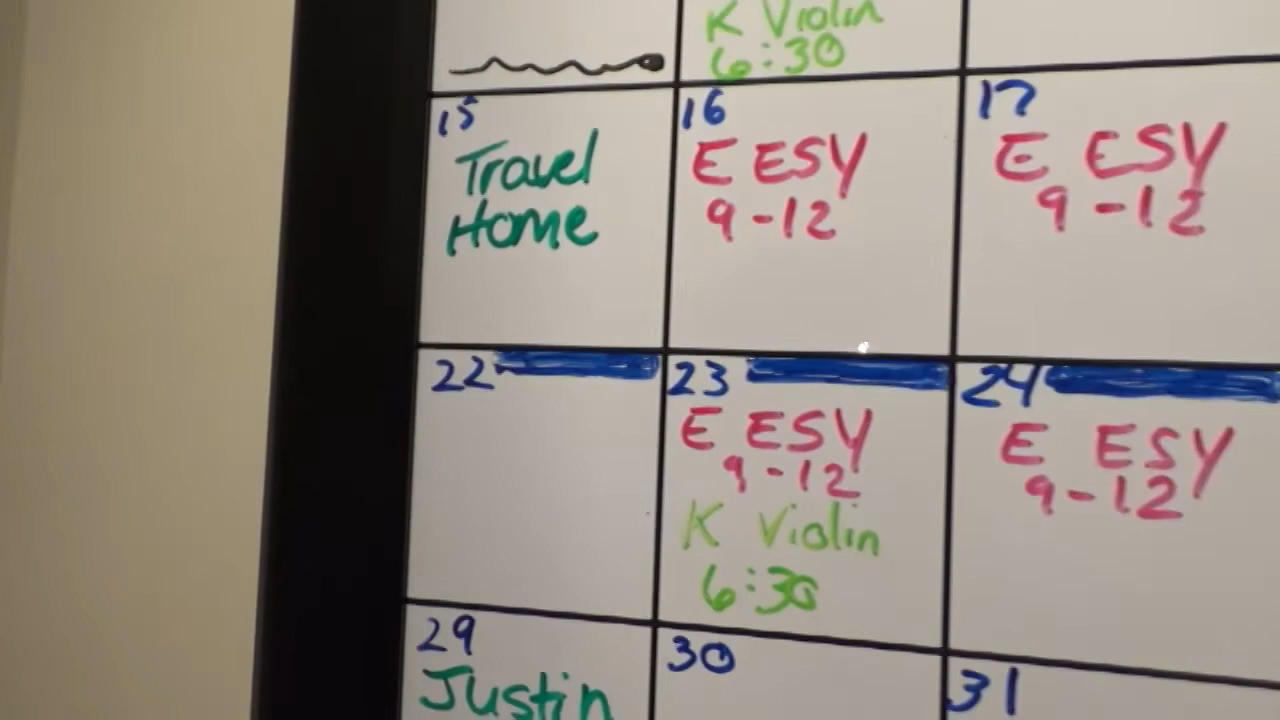 K Violin
6:30
15
Travel
Home
16
E ESY
9-12
17
E ESY
9-12
22
23
E ESY
9-12
K Violin
6:30
24
E ESY
9-12
29
Justin
30
31